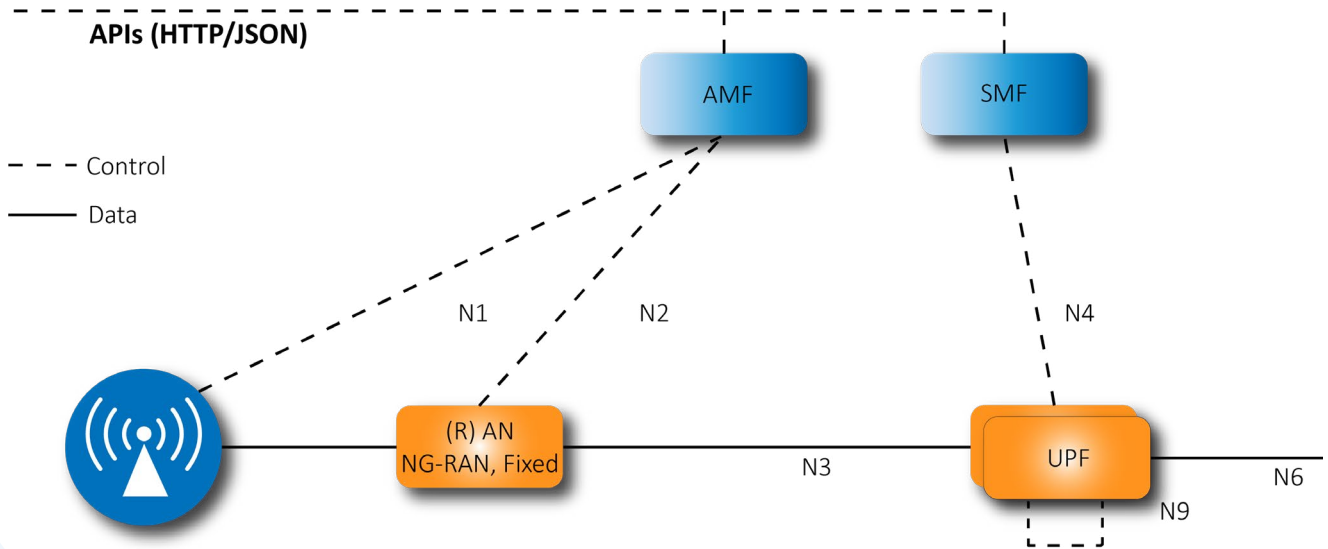 APIs (HTTP/JSON)
AMF
SMF
Control
Data
N1
N2
N4
(R) AN
NG-RAN, Fixed
N3
UPF
N6
N9